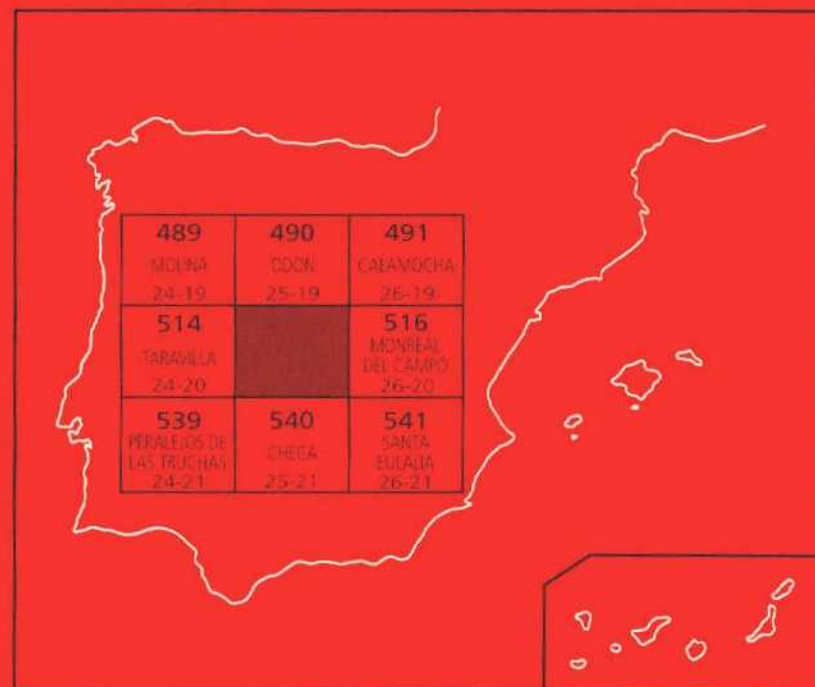 489
MOLINA
24-19
490
ODON
25-19
491
CALAMOCHA
26-19
514
TARAVILLA
24-20
516
MONREAL
DEL CAMPO
26-20
539
PERALEJOS DE
LAS TRUCHAS
24-21
540
CHECA
25-21
541
SANTA
EULALIA
26-21